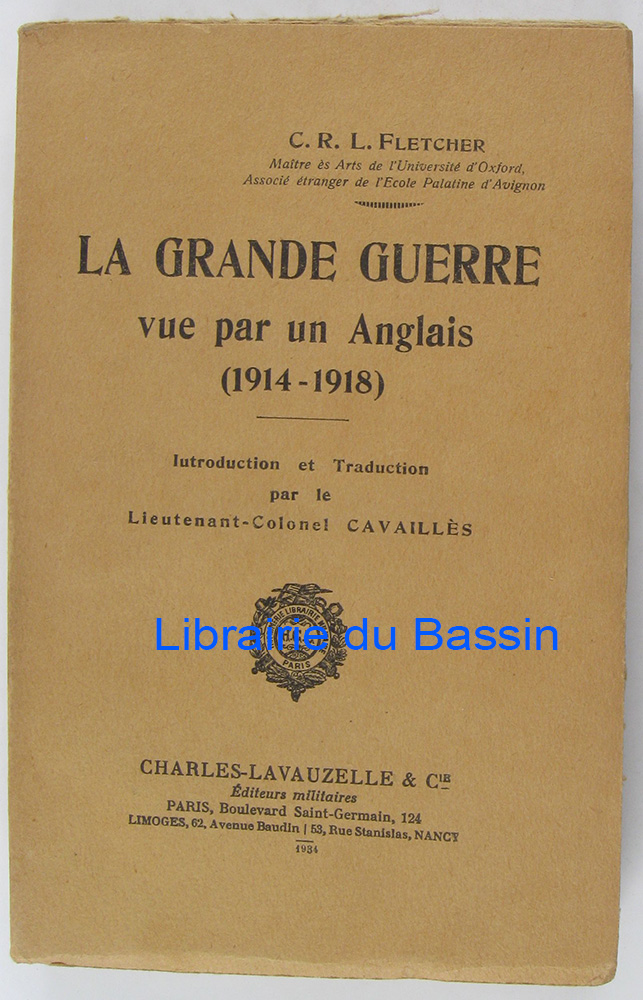 C. R. L. FLETCHER
Maître ès Arts de l'Université d'Oxford,
Associé étranger de l'Ecole Palatine d'Avignon
LA GRANDE GUERRE
vue par un Anglais
(1914-1918)
Iutroduction et Traduction
par le
Lieutenant-Colonel CAVAILLÈS
LIBRAIRIE
PARIS
Librairie du Bassin
CHARLES-LAVAUZELLE & CIE
Éditeurs militaires
PARIS, Boulevard Saint-Germain, 124
LIMOGES, 62, Avenue Baudin | 53, Rue Stanislas, NANCY
1934